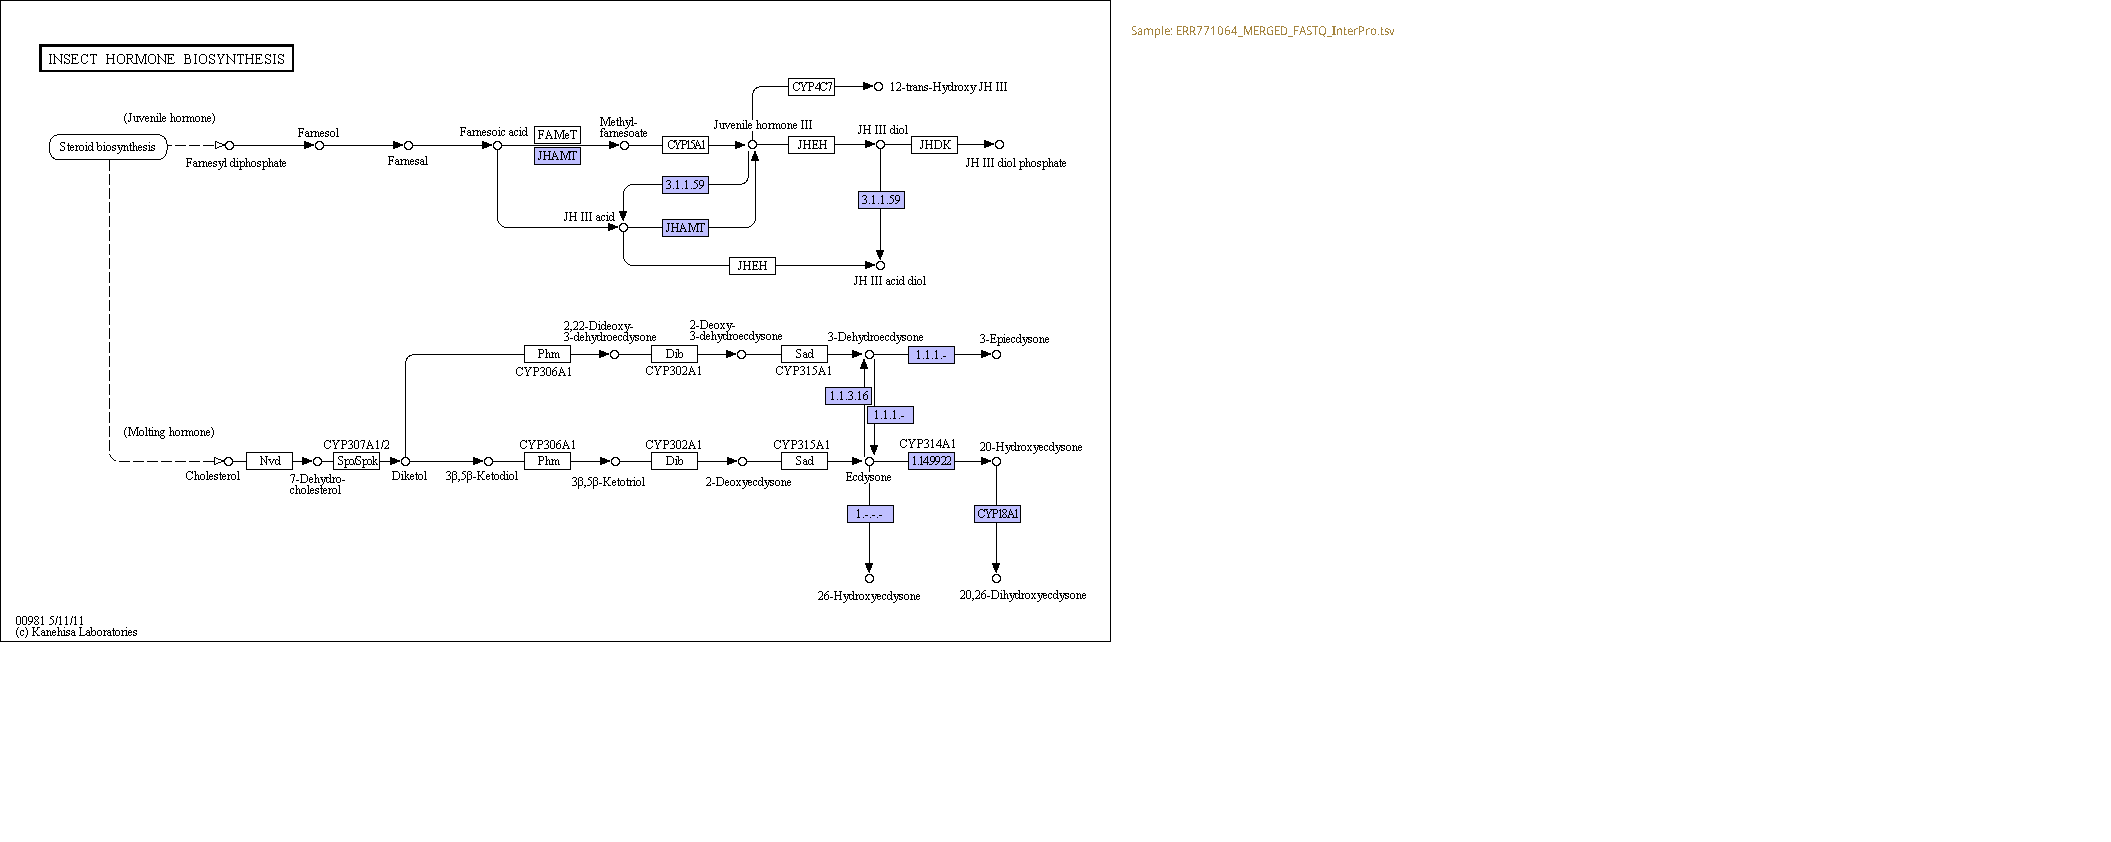 Sample: ERR771064_MERGED_FASTQ_InterPro.tsv
INSECT HORMONE BIOSYNTHESIS
CYP4C7
12-trans-Hydroxy JH III
(Juvenile hormone)
Steroid biosynthesis
Farnesyl diphosphate
Farnesol
Farnesal
Farnesoic acid
FAMeT
JHAMT
Methyl-
farnesoate
CYP15A1
Juvenile hormone III
JHEH
JH III diol
JHDK
JH III diol phosphate
3.1.1.59
3.1.1.59
JH III acid
JHAMT
JHEH
JH III acid diol
2,22-Dideoxy-
3-dehydroecdysone
2-Deoxy-
3-dehydroecdysone
3-Dehydroecdysone
3-Epiecdysone
Phm
Dib
Sad
1.1.1.-
CYP306A1
CYP302A1
CYP315A1
1.1.3.16
1.1.1.-
(Molting hormone)
CYP307A1/2
CYP306A1
CYP302A1
CYP315A1
CYP314A1
20-Hydroxyecdysone
Nvd
Spo/Spok
Phm
Dib
Sad
1.14.99.22
Cholesterol
7-Dehydro-
cholesterol
Diketol
3β,5β-Ketodiol
3β,5β-Ketotriol
2-Deoxyecdysone
Ecdysone
1.-.-.-
CYP18A1
26-Hydroxyecdysone
20,26-Dihydroxyecdysone
00981 5/11/11
(c) Kanehisa Laboratories